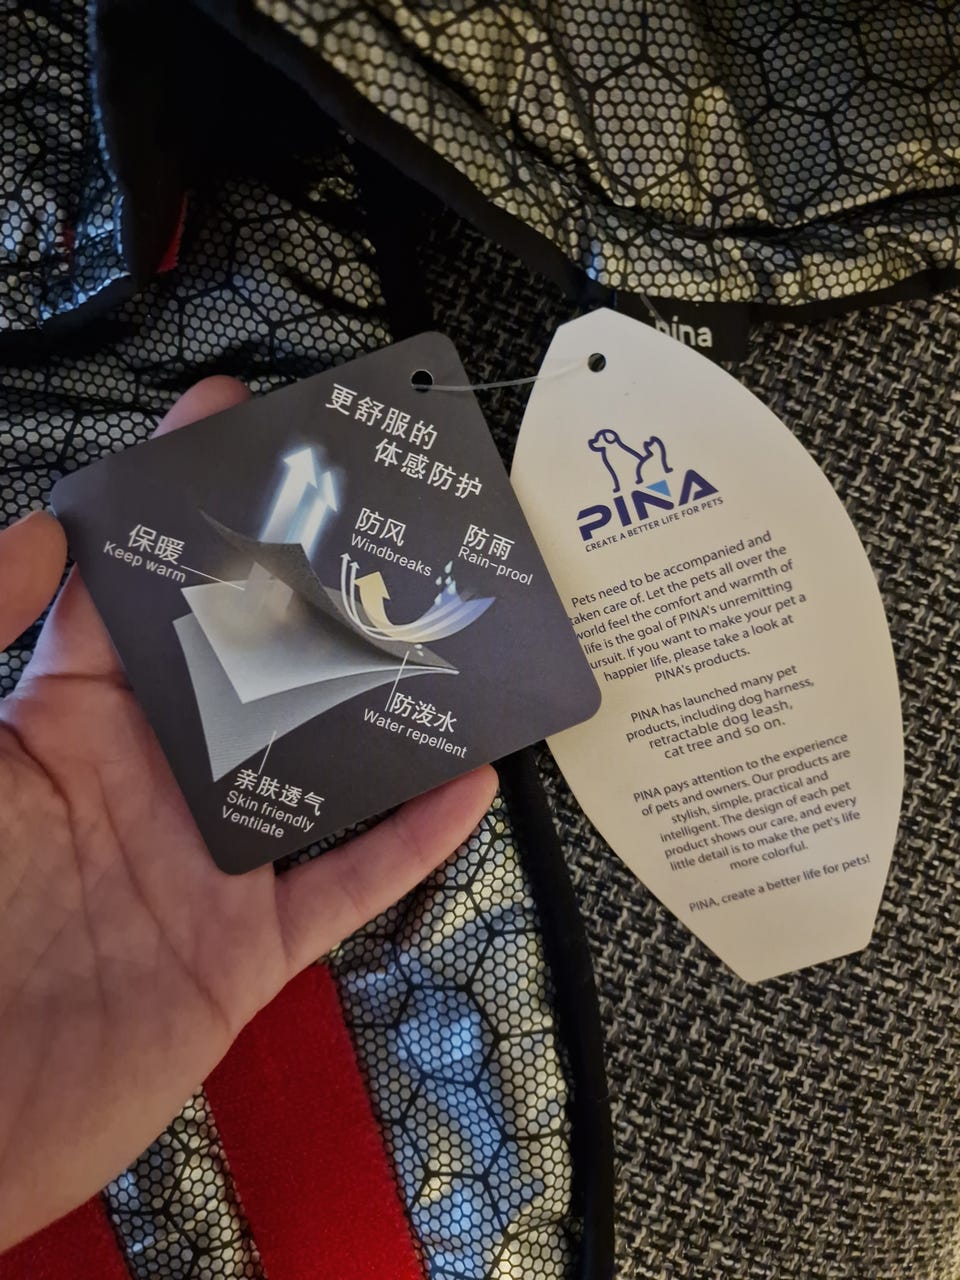 更舒服的
体感防护
保暖
Keep warm
防风
Windbreaks
防雨
Rain-prool
防泼水
Water repellent
亲肤透气
Skin friendly
Ventilate
pina
PINA
CREATE A BETTER LIFE FOR PETS
Pets need to be accompanied and
taken care of. Let the pets all over the
world feel the comfort and warmth of
life is the goal of PINA's unremitting
ursuit. If you want to make your pet a
happier life, please take a look at
PINA's products.
PINA has launched many pet
products, including dog harness,
retractable dog leash,
cat tree and so on.
PINA pays attention to the experience
of pets and owners. Our products are
stylish, simple, practical and
intelligent. The design of each pet
product shows our care, and every
little detail is to make the pet's life
more colorful.
PINA, create a better life for pets!